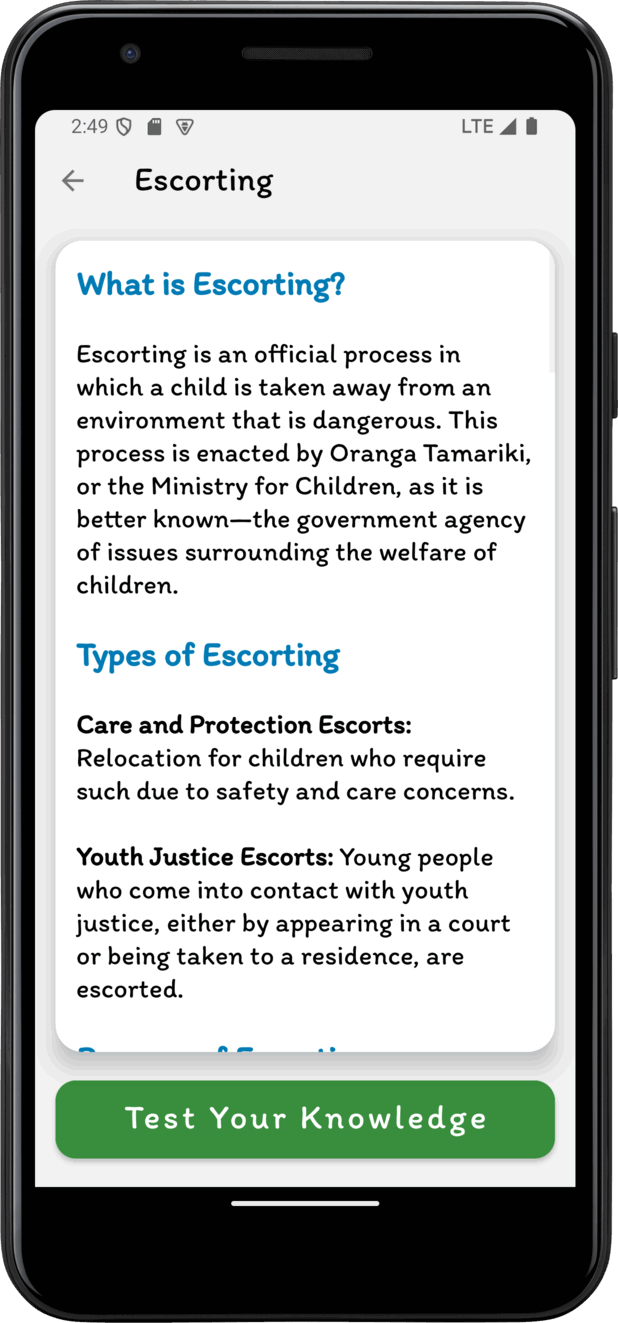 2:49 LTE
Escorting
What is Escorting?
Escorting is an official process in
which a child is taken away from an
environment that is dangerous. This
process is enacted by Oranga Tamariki,
or the Ministry for Children, as it is
better known—the government agency
of issues surrounding the welfare of
children.
Types of Escorting
Care and Protection Escorts:
Relocation for children who require
such due to safety and care concerns.
Youth Justice Escorts: Young people
who come into contact with youth
justice, either by appearing in a court
or being taken to a residence, are
escorted.
Test Your Knowledge